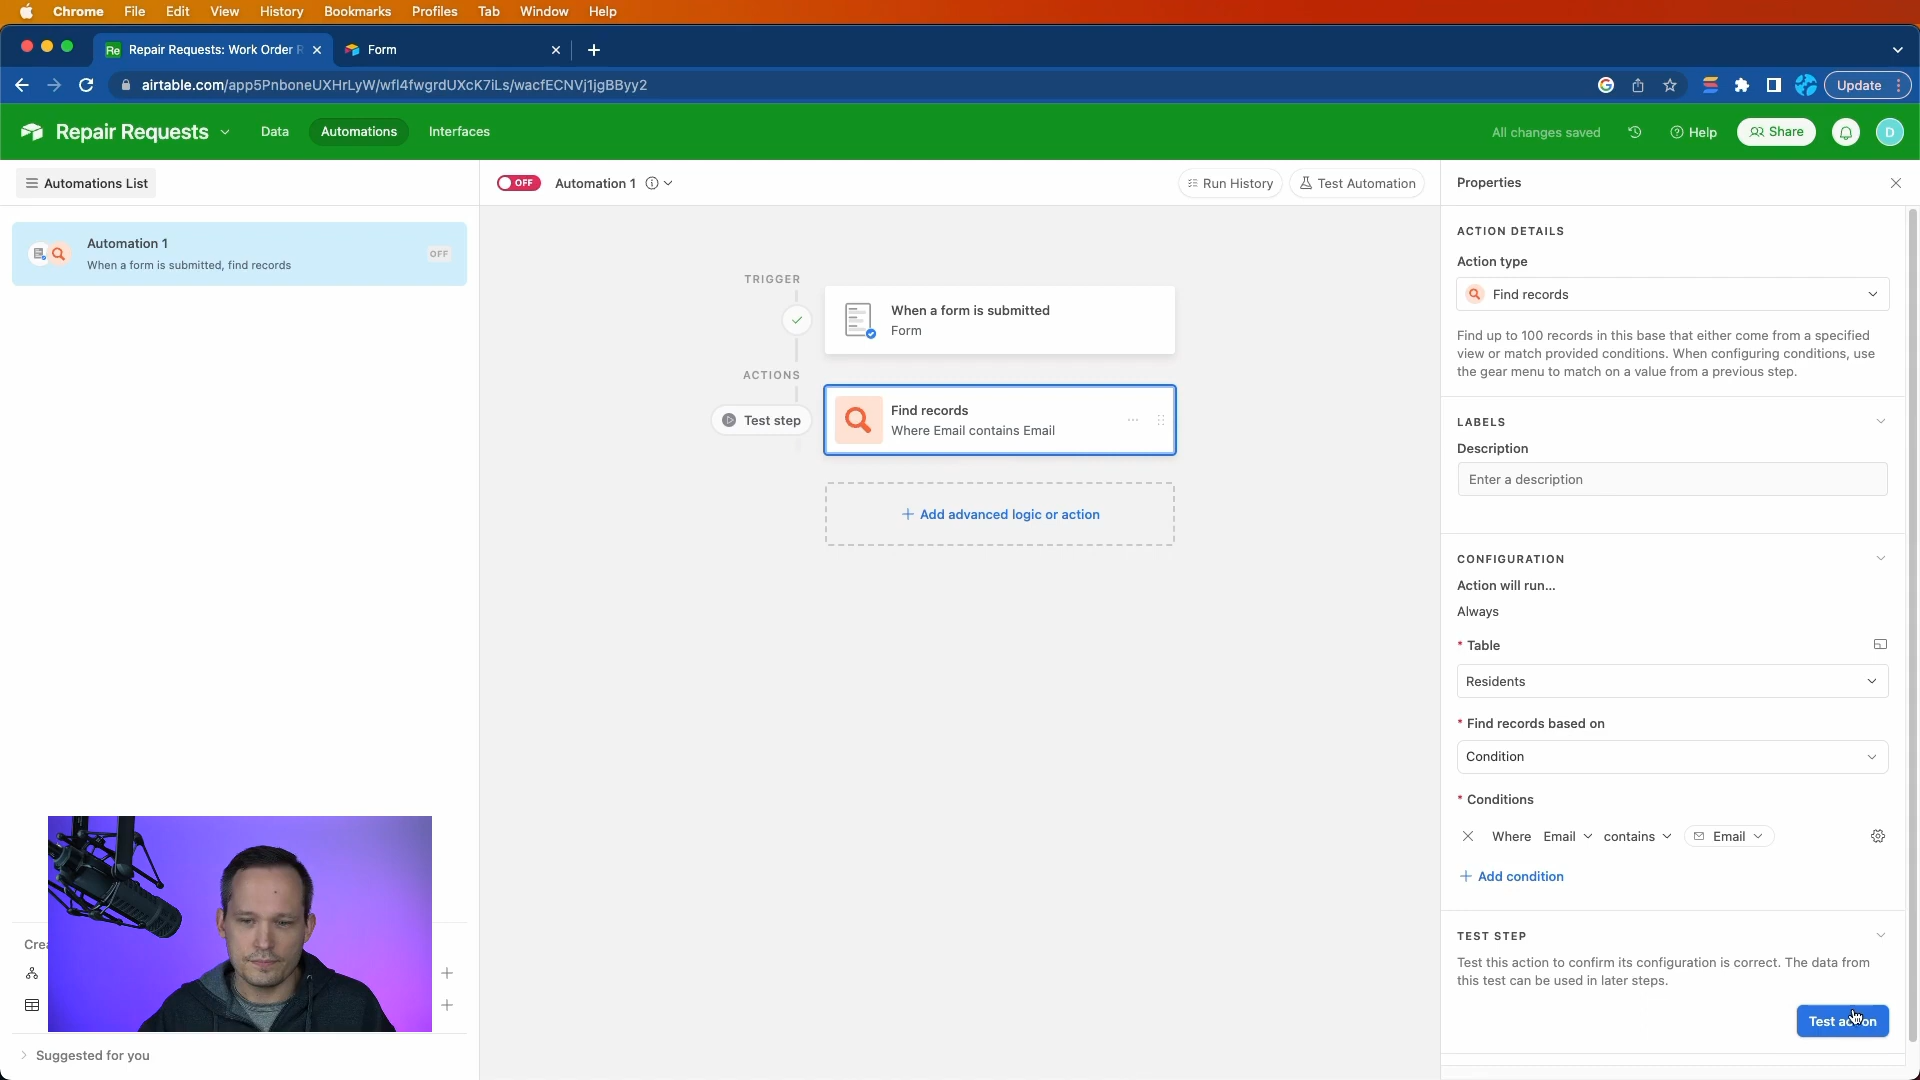 Chrome File Edit View History Bookmarks Profiles Tab Window Help
Re Repair Requests: Work Order R
Form
airtable.com/app5PnboneUXHrLyW/wfl4fwgrdUXcK7iLs/wacfECNVj1jgBByy2
Update
Repair Requests
Data
Automations
Interfaces
All changes saved
Help
Share
D
Automations List
OFF
Automation 1
Run History
Test Automation
Properties
Automation 1
When a form is submitted, find records
OFF
TRIGGER
When a form is submitted
Form
ACTIONS
Test step
Find records
Where Email contains Email
Add advanced logic or action
ACTION DETAILS
Action type
Find records
Find up to 100 records in this base that either come from a specified
view or match provided conditions. When configuring conditions, use
the gear menu to match on a value from a previous step.
LABELS
Description
Enter a description
CONFIGURATION
Action will run...
Always
* Table
Residents
* Find records based on
Condition
* Conditions
Where Email contains Email
Add condition
TEST STEP
Test this action to confirm its configuration is correct. The data from
this test can be used in later steps.
Test action
Suggested for you